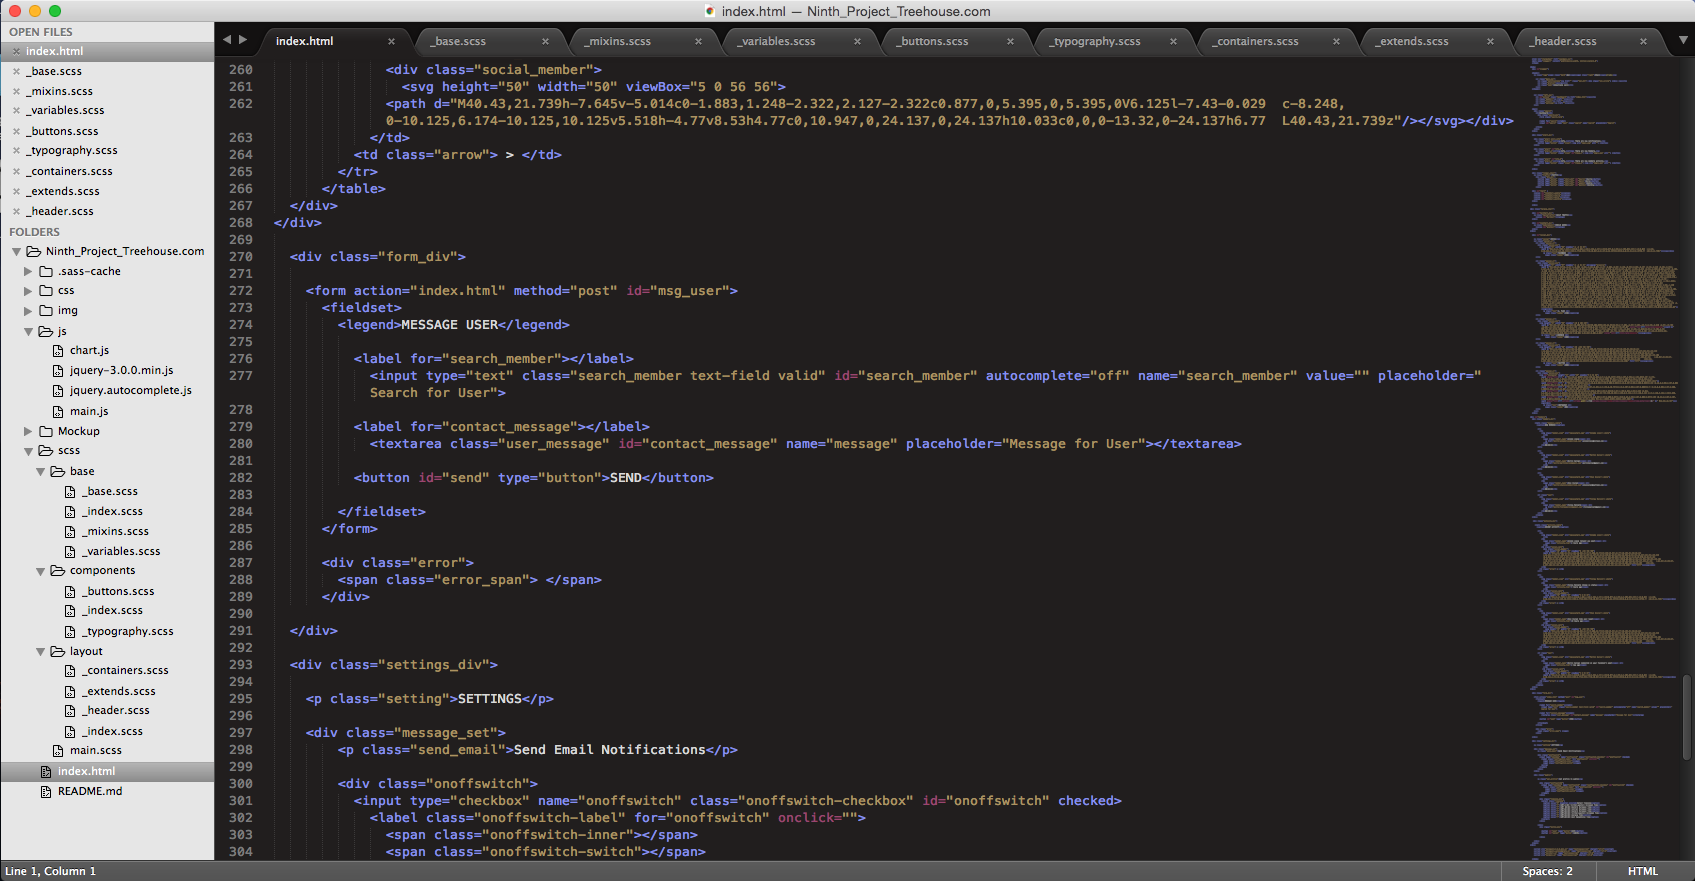 index.html — Ninth_Project_Treehouse.com
OPEN FILES
× index.html
× _base.scss
× _mixins.scss
× _variables.scss
× _buttons.scss
× _typography.scss
× _containers.scss
× _extends.scss
× _header.scss
FOLDERS
Ninth_Project_Treehouse.com
.sass-cache
css
img
js
chart.js
jquery-3.0.0.min.js
jquery.autocomplete.js
main.js
Mockup
scss
base
_base.scss
_index.scss
_mixins.scss
_variables.scss
components
_buttons.scss
_index.scss
_typography.scss
layout
_containers.scss
_extends.scss
_header.scss
_index.scss
main.scss
index.html
README.md
index.html × _base.scss × _mixins.scss × _variables.scss × _buttons.scss × _typography.scss × _containers.scss × _extends.scss × _header.scss ×
260 <div class="social_member">
261 <svg height="50" width="50" viewBox="5 0 56 56">
262 <path d="M40.43,21.739h-7.645v-5.014c0-1.883,1.248-2.322,2.127-2.322c0.877,0,5.395,0,5.395,0V6.125l-7.43-0.029 c-8.248,
0-10.125,6.174-10.125,10.125v5.518h-4.77v8.53h4.77c0,10.947,0,24.137,0,24.137h10.033c0,0,0-13.32,0-24.137h6.77 L40.43,21.739z"/></svg></div>
263 </td>
264 <td class="arrow"> > </td>
265 </tr>
266 </table>
267 </div>
268 </div>
269
270 <div class="form_div">
271
272 <form action="index.html" method="post" id="msg_user">
273 <fieldset>
274 <legend>MESSAGE USER</legend>
275
276 <label for="search_member"></label>
277 <input type="text" class="search_member text-field valid" id="search_member" autocomplete="off" name="search_member" value="" placeholder="
Search for User">
278
279 <label for="contact_message"></label>
280 <textarea class="user_message" id="contact_message" name="message" placeholder="Message for User"></textarea>
281
282 <button id="send" type="button">SEND</button>
283
284 </fieldset>
285 </form>
286
287 <div class="error">
288 <span class="error_span"> </span>
289 </div>
290
291 </div>
292
293 <div class="settings_div">
294
295 <p class="setting">SETTINGS</p>
296
297 <div class="message_set">
298 <p class="send_email">Send Email Notifications</p>
299
300 <div class="onoffswitch">
301 <input type="checkbox" name="onoffswitch" class="onoffswitch-checkbox" id="onoffswitch" checked>
302 <label class="onoffswitch-label" for="onoffswitch" onclick="">
303 <span class="onoffswitch-inner"></span>
304 <span class="onoffswitch-switch"></span>
Line 1, Column 1
Spaces: 2
HTML